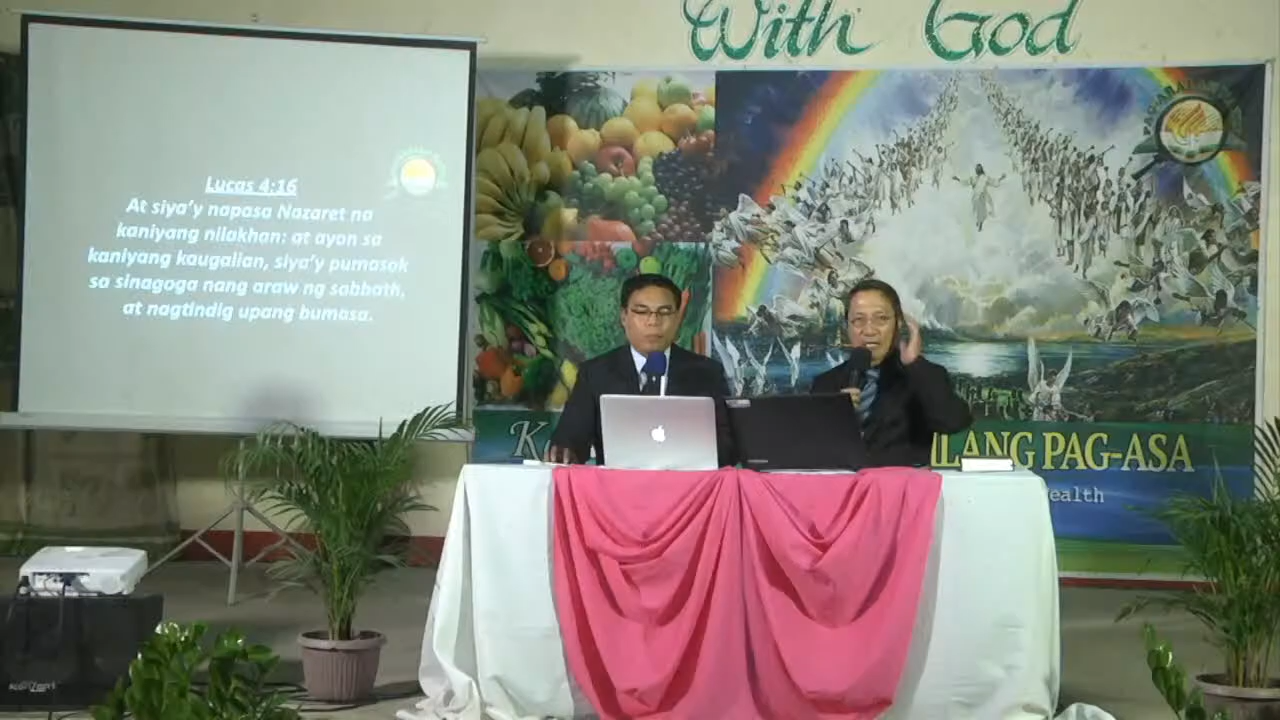 With God
Lucas 4:16
At siya'y napasa Nazaret na
kaniyang nilakhan: at ayon sa
kaniyang kaugalian, siya'y pumasok
sa sinagoga nang araw ng sabbath,
at nagtindig upang bumasa.
ILANG PAG-ASA
ealth